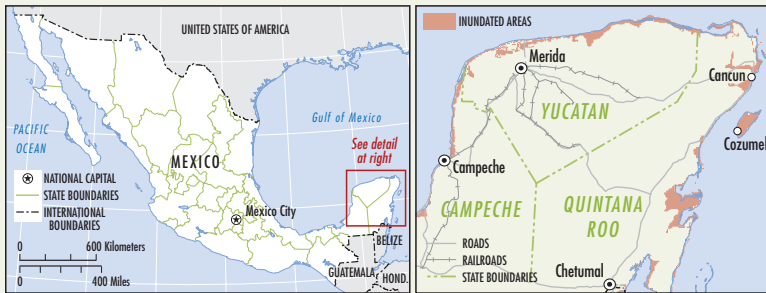 UNITED STATES OF AMERICA
PACIFIC
OCEAN
Gulf of Mexico
MEXICO
See detail
at right
NATIONAL CAPITAL
STATE BOUNDARIES
INTERNATIONAL
BOUNDARIES
Mexico City
0 600 Kilometers
0 400 Miles
BELIZE
GUATEMALA
HOND.
INUNDATED AREAS
Merida
Cancun
YUCATAN
Cozumel
Campeche
CAMPECHE
QUINTANA
ROO
ROADS
RAILROADS
STATE BOUNDARIES
Chetumal